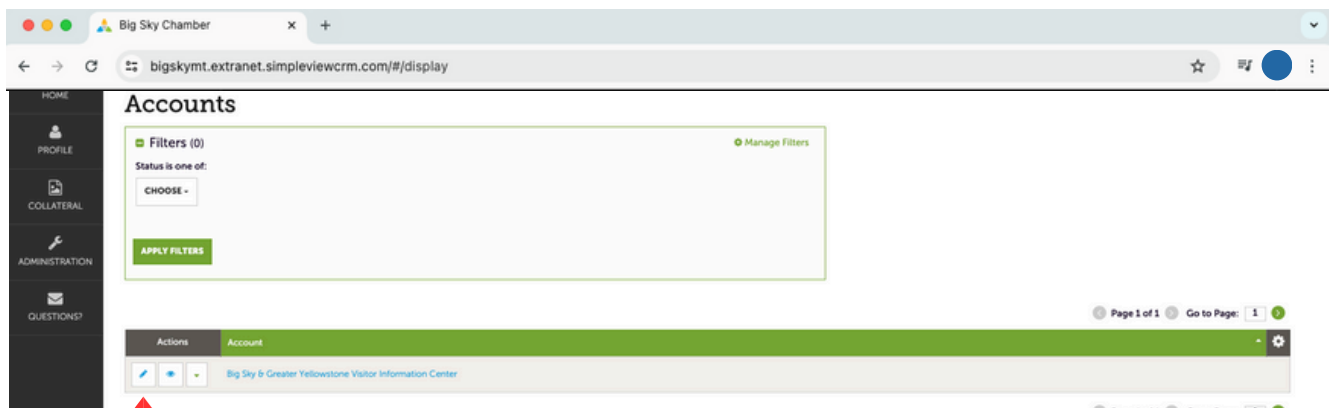 Big Sky Chamber
bigskymt.extranet.simpleviewcrm.com/#/display
HOME
PROFILE
COLLATERAL
ADMINISTRATION
QUESTIONS?
Accounts
Filters (0)
Manage Filters
Status is one of:
CHOOSE
APPLY FILTERS
Page 1 of 1 Go to Page: 1
Actions Account
Big Sky & Greater Yellowstone Visitor Information Center